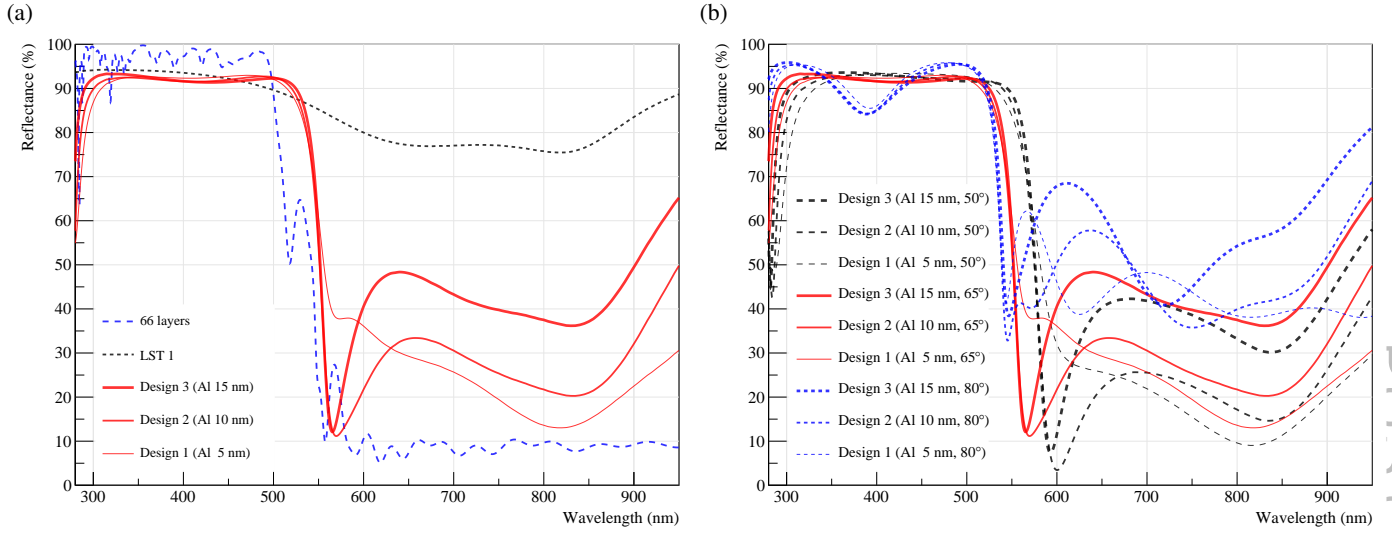 (a)
Reflectance (%)
100
90
80
70
60
50
40
30
20
10
0
66 layers
LST 1
Design 3 (Al 15 nm)
Design 2 (Al 10 nm)
Design 1 (Al 5 nm)
300 400 500 600 700 800 900
Wavelength (nm)
(b)
Reflectance (%)
100
90
80
70
60
50
40
30
20
10
0
Design 3 (Al 15 nm, 50°)
Design 2 (Al 10 nm, 50°)
Design 1 (Al 5 nm, 50°)
Design 3 (Al 15 nm, 65°)
Design 2 (Al 10 nm, 65°)
Design 1 (Al 5 nm, 65°)
Design 3 (Al 15 nm, 80°)
Design 2 (Al 10 nm, 80°)
Design 1 (Al 5 nm, 80°)
300 400 500 600 700 800 900
Wavelength (nm)